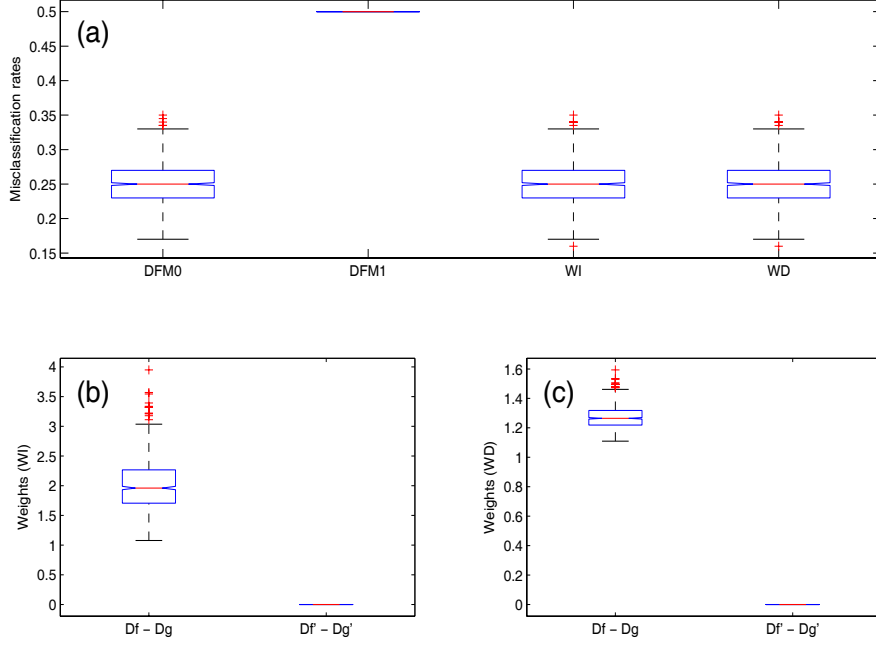 (a)
Misclassification rates
0.5
0.45
0.4
0.35
0.3
0.25
0.2
0.15
DFM0 DFM1 WI WD
(b)
Weights (WI)
4
3.5
3
2.5
2
1.5
1
0.5
0
Df − Dg Df' − Dg'
(c)
Weights (WD)
1.6
1.4
1.2
1
0.8
0.6
0.4
0.2
0
Df − Dg Df' − Dg'